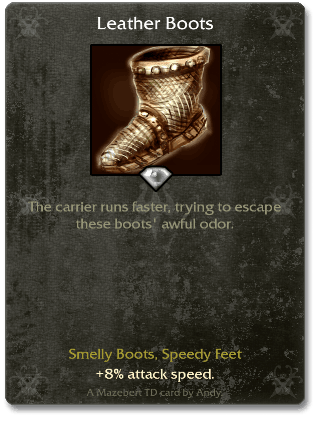 Leather Boots
The carrier runs faster, trying to escape
these boots' awful odor.
Smelly Boots, Speedy Feet
+8% attack speed.
A Mazebert TD card by Andy